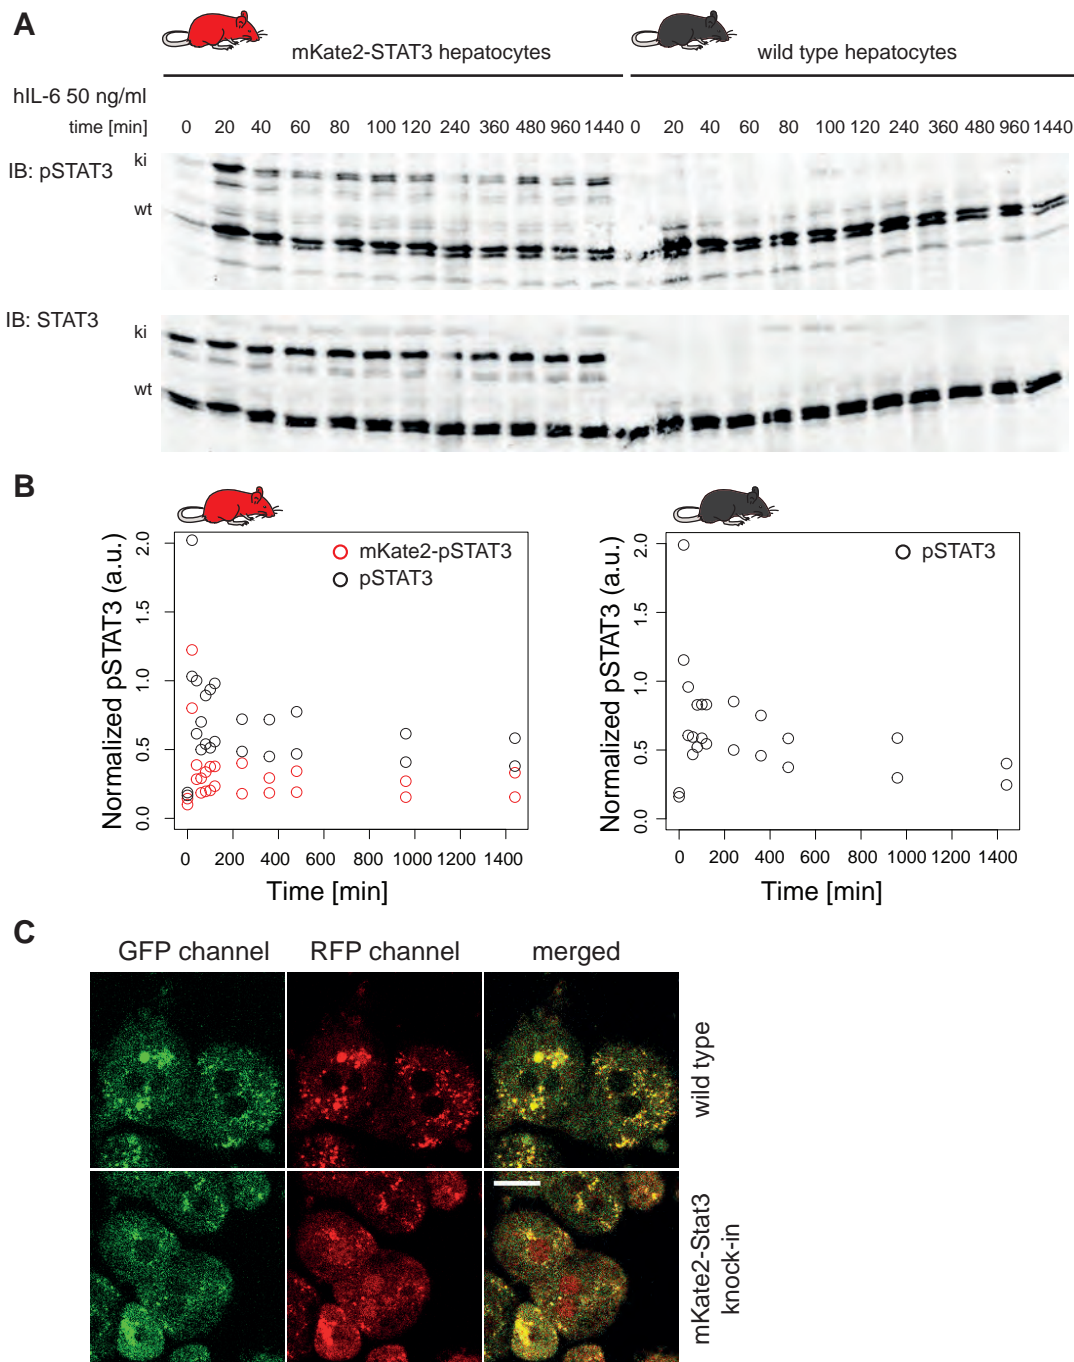 A
mKate2-STAT3 hepatocytes
wild type hepatocytes
hIL-6 50 ng/ml
time [min] 0 20 40 60 80 100 120 240 360 480 960 1440 0 20 40 60 80 100 120 240 360 480 960 1440
ki
IB: pSTAT3
wt
IB: STAT3
ki
wt
B
Normalized pSTAT3 (a.u.)
2.0
1.5
1.0
0.5
0.0
mKate2-pSTAT3
pSTAT3
0 200 400 600 800 1000 1200 1400
Time [min]
Normalized pSTAT3 (a.u.)
2.0
1.5
1.0
0.5
0.0
pSTAT3
0 200 400 600 800 1000 1200 1400
Time [min]
C
GFP channel RFP channel merged
wild type
mKate2-Stat3
knock-in